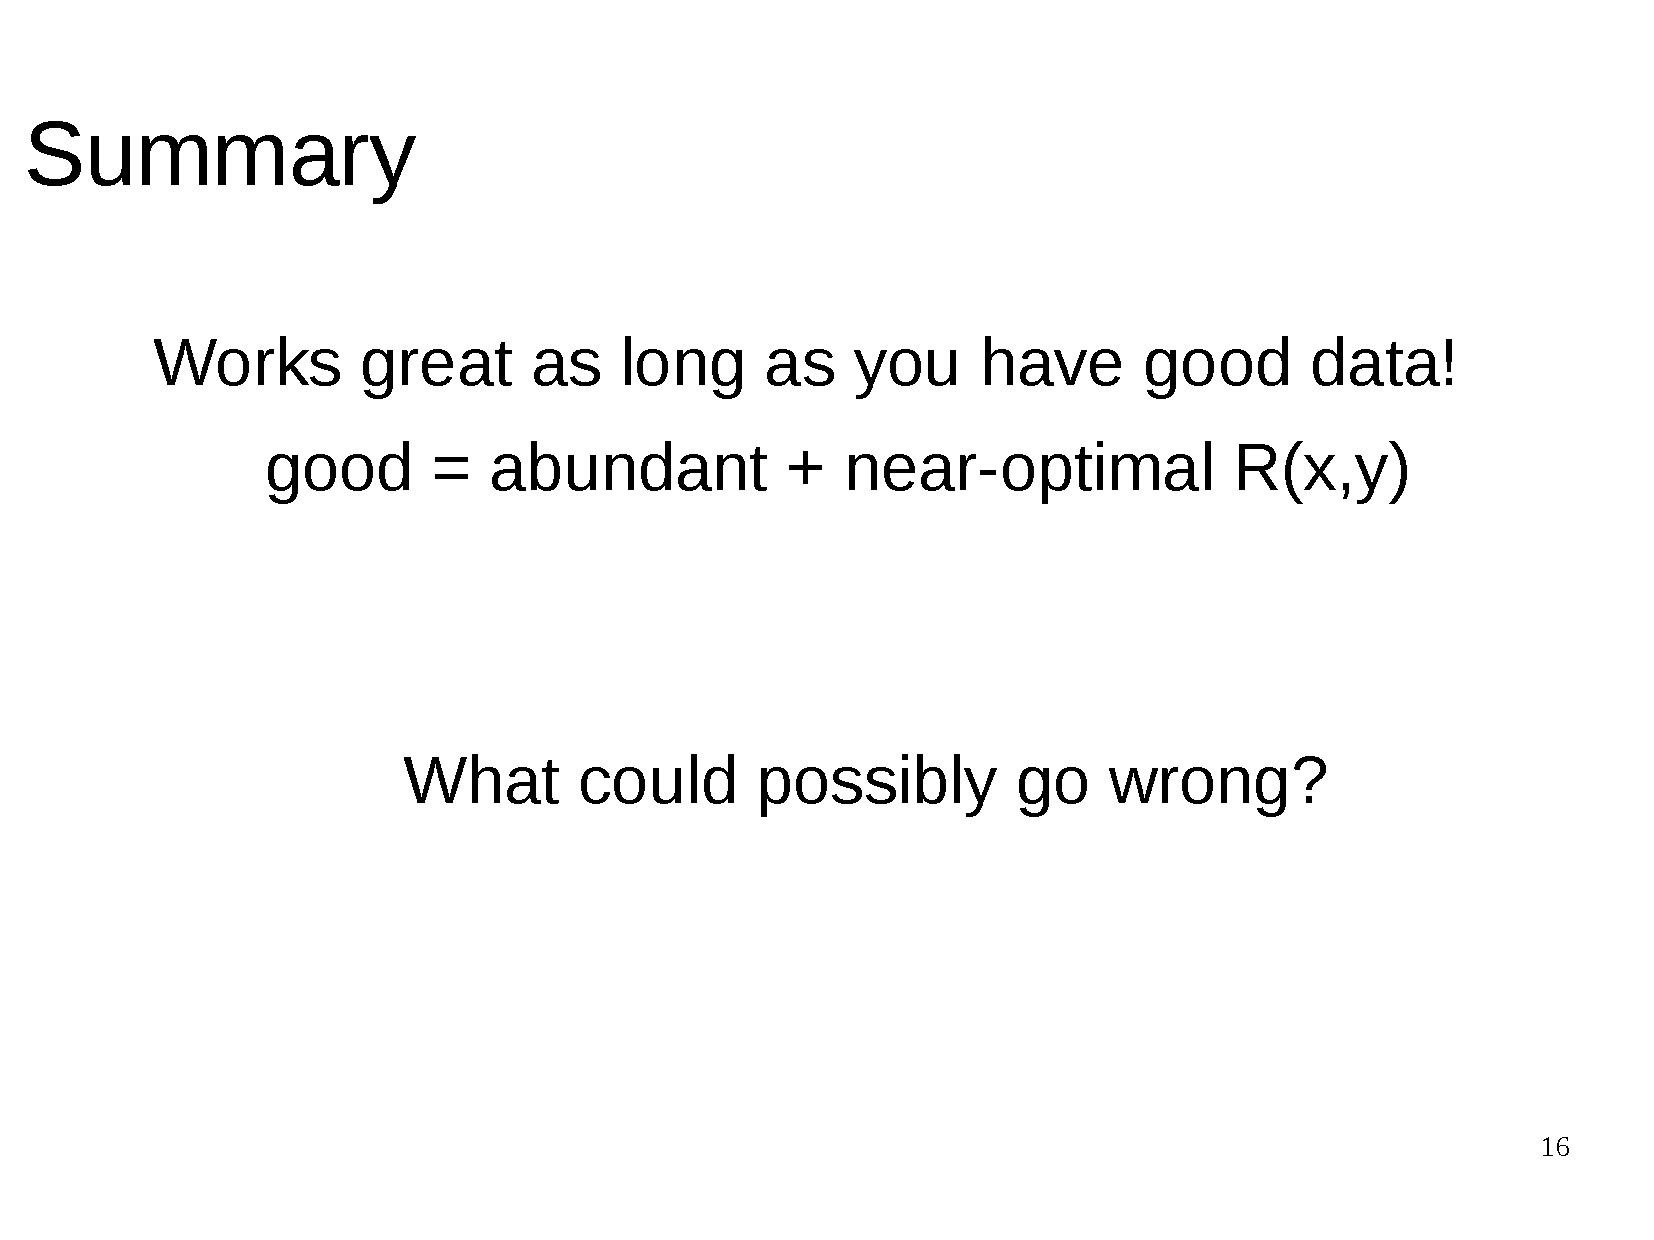 Summary
Works great as long as you have good data!
good = abundant + near-optimal R(x,y)
What could possibly go wrong?
16